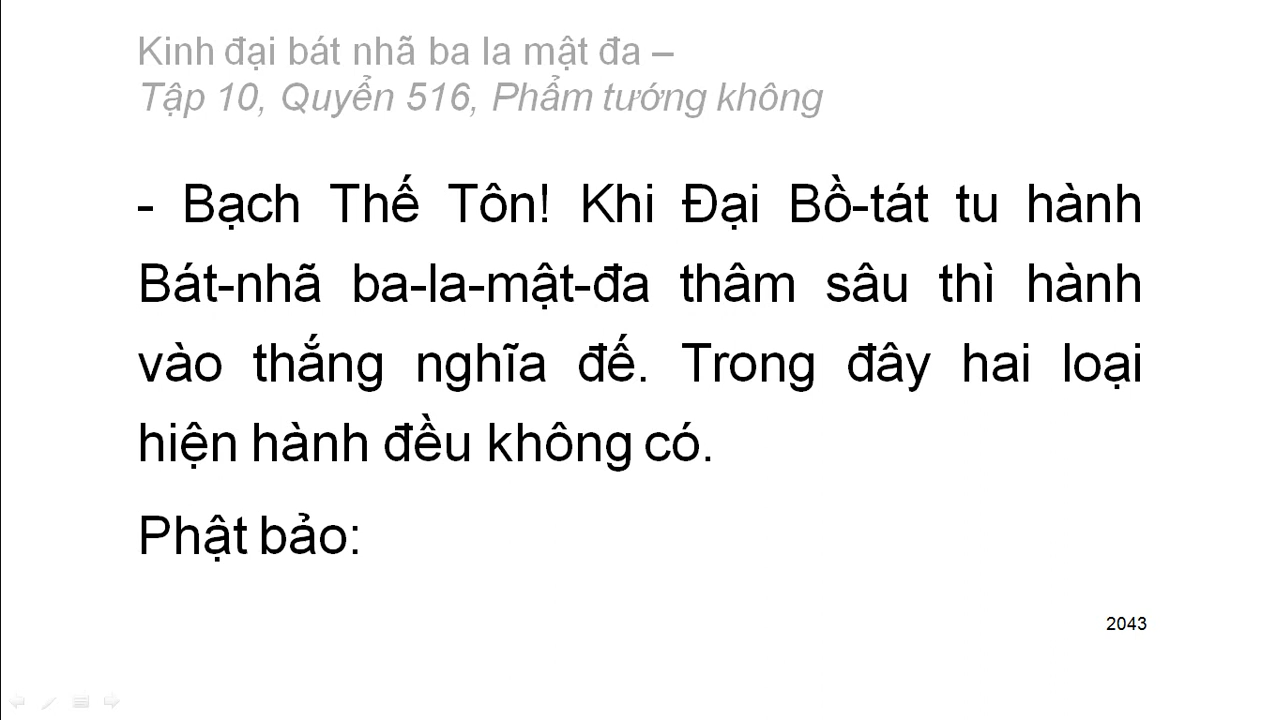 Kinh đại bát nhã ba la mật đa –
Tập 10, Quyển 516, Phẩm tướng không
- Bạch Thế Tôn! Khi Đại Bồ-tát tu hành
Bát-nhã ba-la-mật-đa thâm sâu thì hành
vào thắng nghĩa đế. Trong đây hai loại
hiện hành đều không có.
Phật bảo:
2043